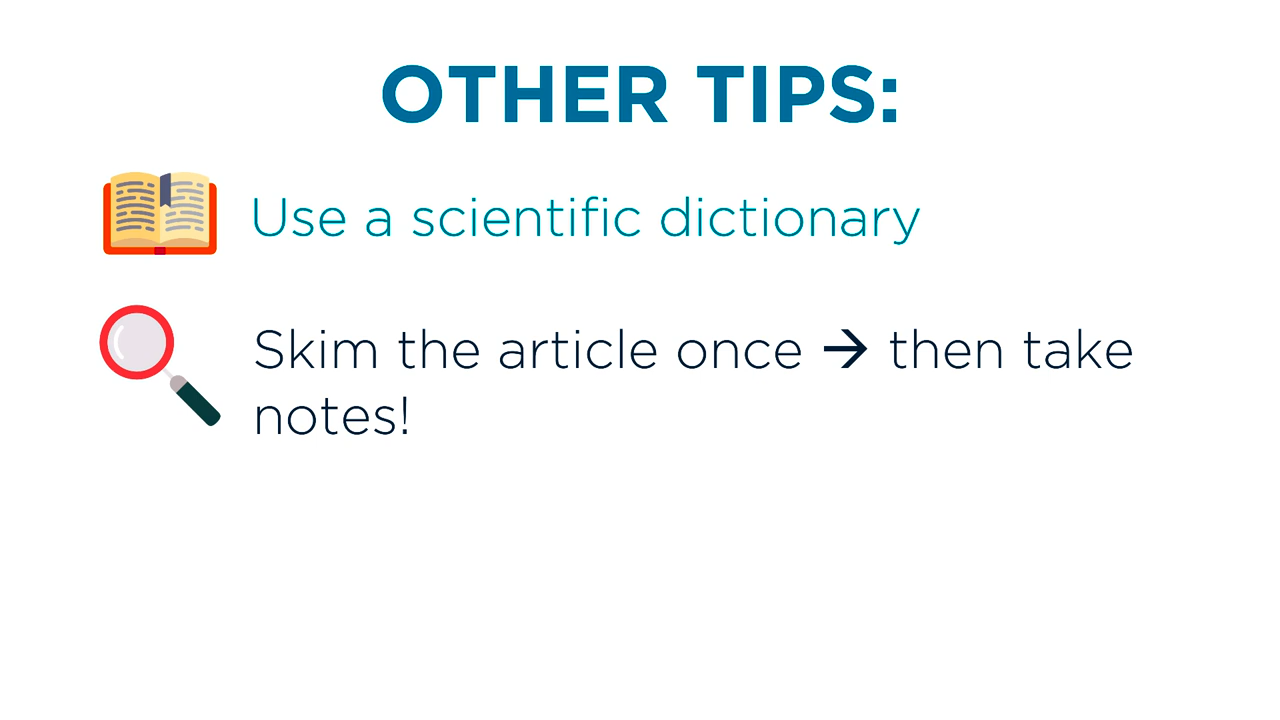 OTHER TIPS:
Use a scientific dictionary
Skim the article once → then take
notes!